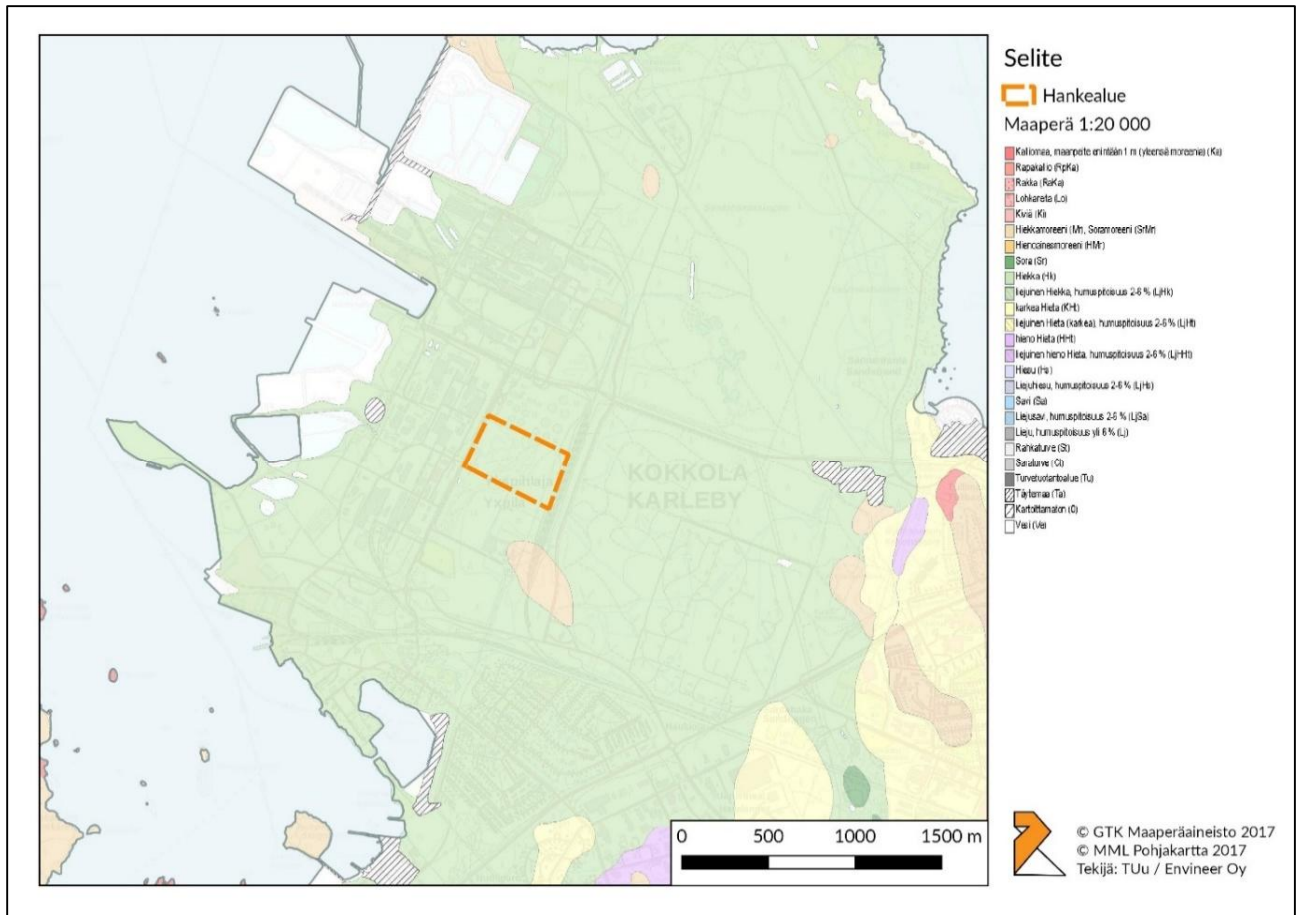 Selite
Hankealue
Maaperä 1:20 000
Kalliomaa, maanpeite enintään 1 m (yleensä moreenia) (Ka)
Rapakallio (RpKa)
Rakka (RaKa)
Lohkareita (Lo)
Kiviä (Ki)
Hiekkamoreeni (Mr), Soramoreeni (SrMr)
Hienoainesmoreeni (HMr)
Sora (Sr)
Hiekka (Hk)
liejuinen Hiekka, humuspitoisuus 2-6 % (LjHk)
karkea Hieta (KHt)
liejuinen Hieta (karkea), humuspitoisuus 2-6 % (LjHt)
hieno Hieta (HHt)
liejuinen hieno Hieta, humuspitoisuus 2-6 % (LjHHt)
Hiesu (Hs)
Liejuhiesu, humuspitoisuus 2-6 % (LjHs)
Savi (Sa)
Liejusavi, humuspitoisuus 2-6 % (LjSa)
Lieju, humuspitoisuus yli 6 % (Lj)
Rahkaturve (St)
Saraturve (Ct)
Turvetuotantoalue (Tu)
Täytemaa (Ta)
Kartoittamaton (0)
Vesi (Ve)
KOKKOLA
KARLEBY
0 500 1000 1500 m
© GTK Maaperäaineisto 2017
© MML Pohjakartta 2017
Tekijä: TUu / Envineer Oy